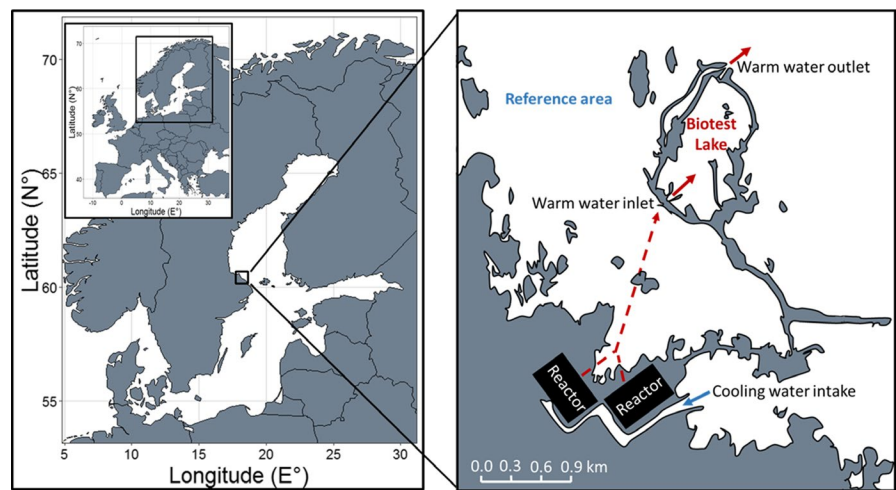 70
65
60
55
5
10
15
20
25
30
Latitude (N°)
Longitude (E°)
70
60
50
40
-10
0
10
20
30
Latitude (N°)
Longitude (E°)
Warm water outlet
Reference area
Biotest
Lake
Warm water inlet
Reactor
Reactor
Cooling water intake
0.0 0.3 0.6 0.9 km